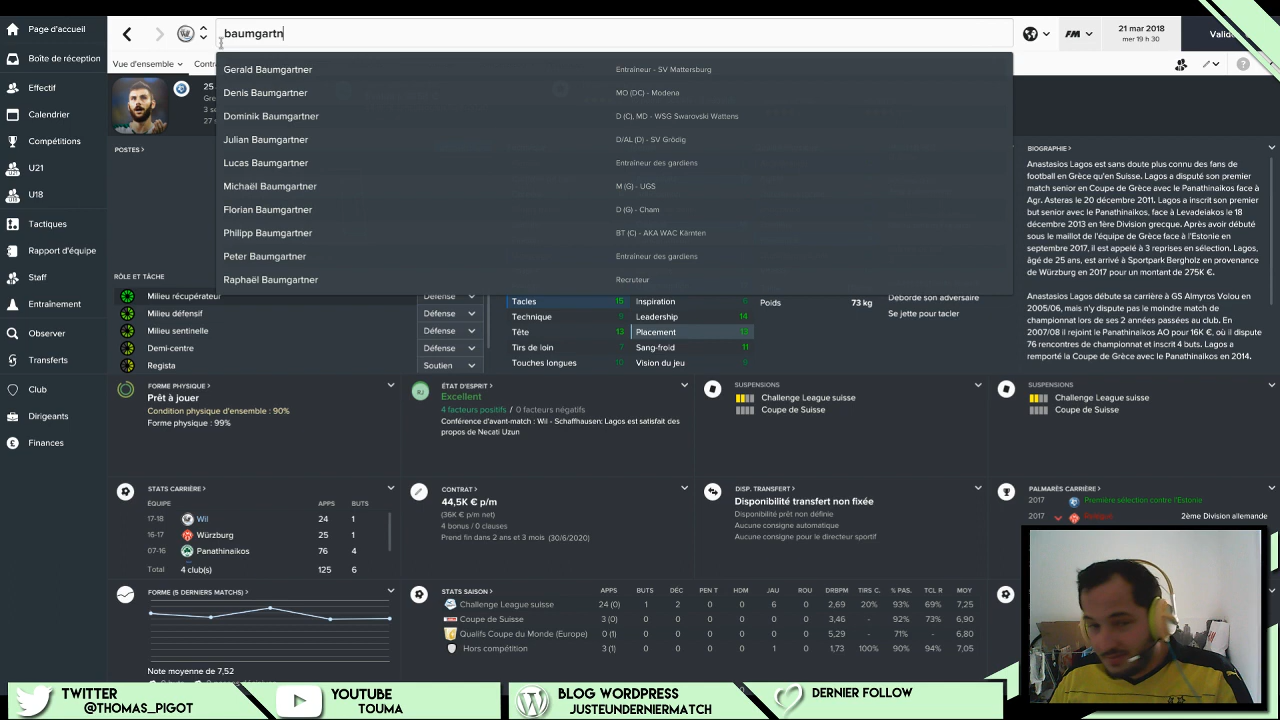 Page d'accueil
baumgartn
FM
21 mar 2018
mer 19 h 30
Valid
Boîte de réception
Vue d'ensemble
Contr
Gerald Baumgartner Entraîneur - SV Mattersburg
Denis Baumgartner MO (DC) - Modena
Dominik Baumgartner D (C), MD - WSG Swarovski Wattens
Julian Baumgartner D/AL (D) - SV Grödig
Lucas Baumgartner Entraîneur des gardiens
Michaël Baumgartner M (G) - UGS
Florian Baumgartner D (G) - Cham
Philipp Baumgartner BT (C) - AKA WAC Kärnten
Peter Baumgartner Entraîneur des gardiens
Raphaël Baumgartner Recruteur
Effectif
Calendrier
Compétitions
U21
U18
Tactiques
Rapport d'équipe
Staff
Entraînement
Observer
Transferts
Club
Dirigeants
Finances
25
Gre
3 s
27
POSTES >
RÔLE ET TÂCHE
Milieu récupérateur Défense
Milieu défensif Défense
Milieu sentinelle Défense
Demi-centre Défense
Regista Soutien
Tacles 15 Inspiration
Technique Leadership 14
Tête 13 Placement 13
Tirs de loin 7 Sang-froid 11
Touches longues 10 Vision du jeu
Poids 73 kg
Déborde son adversaire
Se jette pour tacler
BIOGRAPHIE >
Anastasios Lagos est sans doute plus connu des fans de
football en Grèce qu'en Suisse. Lagos a disputé son premier
match senior en Coupe de Grèce avec le Panathinaikos face à
Agr. Asteras le 20 décembre 2011. Lagos a inscrit son premier
but senior avec le Panathinaikos, face à Levadeiakos le 18
décembre 2013 en 1ère Division grecque. Après avoir débuté
sous le maillot de l'équipe de Grèce face à l'Estonie en
septembre 2017, il est appelé à 3 reprises en sélection. Lagos,
âgé de 25 ans, est arrivé à Sportpark Bergholz en provenance
de Würzburg en 2017 pour un montant de 275K €.
Anastasios Lagos débute sa carrière à GS Almyros Volou en
2005/06, mais n'y dispute pas le moindre match de
championnat lors de ses 2 années passées au club. En
2007/08 il rejoint le Panathinaikos AO pour 16K €, où il dispute
76 rencontres de championnat et inscrit 4 buts. Lagos a
remporté la Coupe de Grèce avec le Panathinaikos en 2014.
FORME PHYSIQUE >
Prêt à jouer
Condition physique d'ensemble : 90%
Forme physique : 99%
ÉTAT D'ESPRIT >
Excellent
4 facteurs positifs / 0 facteurs négatifs
Conférence d'avant-match : Wil - Schaffhausen: Lagos est satisfait des
propos de Necati Uzun
SUSPENSIONS
Challenge League suisse
Coupe de Suisse
SUSPENSIONS
Challenge League suisse
Coupe de Suisse
STATS CARRIÈRE >
ÉQUIPE APPS BUTS
17-18 Wil 24 1
16-17 Würzburg 25 1
07-16 Panathinaikos 76 4
Total 4 club(s) 125 6
CONTRAT >
44,5K € p/m
(36K € p/m net)
4 bonus / 0 clauses
Prend fin dans 2 ans et 3 mois (30/6/2020)
DISP. TRANSFERT >
Disponibilité transfert non fixée
Disponibilité prêt non définie
Aucune consigne automatique
Aucune consigne pour le directeur sportif
PALMARÈS CARRIÈRE >
2017 Première sélection contre l'Estonie
2017 2ème Division allemande
FORME (5 DERNIERS MATCHS) >
Note moyenne de 7,52
STATS SAISON > APPS BUTS DÉC PEN T HDM JAU ROU DRBPM TIRS C. % PAS. TCL R MOY
Challenge League suisse 24 (0) 1 2 0 0 6 0 2,69 20% 93% 69% 7,25
Coupe de Suisse 3 (0) 0 0 0 0 0 0 3,46 - 92% 73% 6,90
Qualifs Coupe du Monde (Europe) 0 (1) 0 0 0 0 0 0 5,29 - 71% - 6,80
Hors compétition 3 (1) 0 0 0 0 1 0 1,73 100% 90% 94% 7,05
TWITTER
@THOMAS_PIGOT
YOUTUBE
TOUMA
BLOG WORDPRESS
JUSTEUNDERNIERMATCH
DERNIER FOLLOW